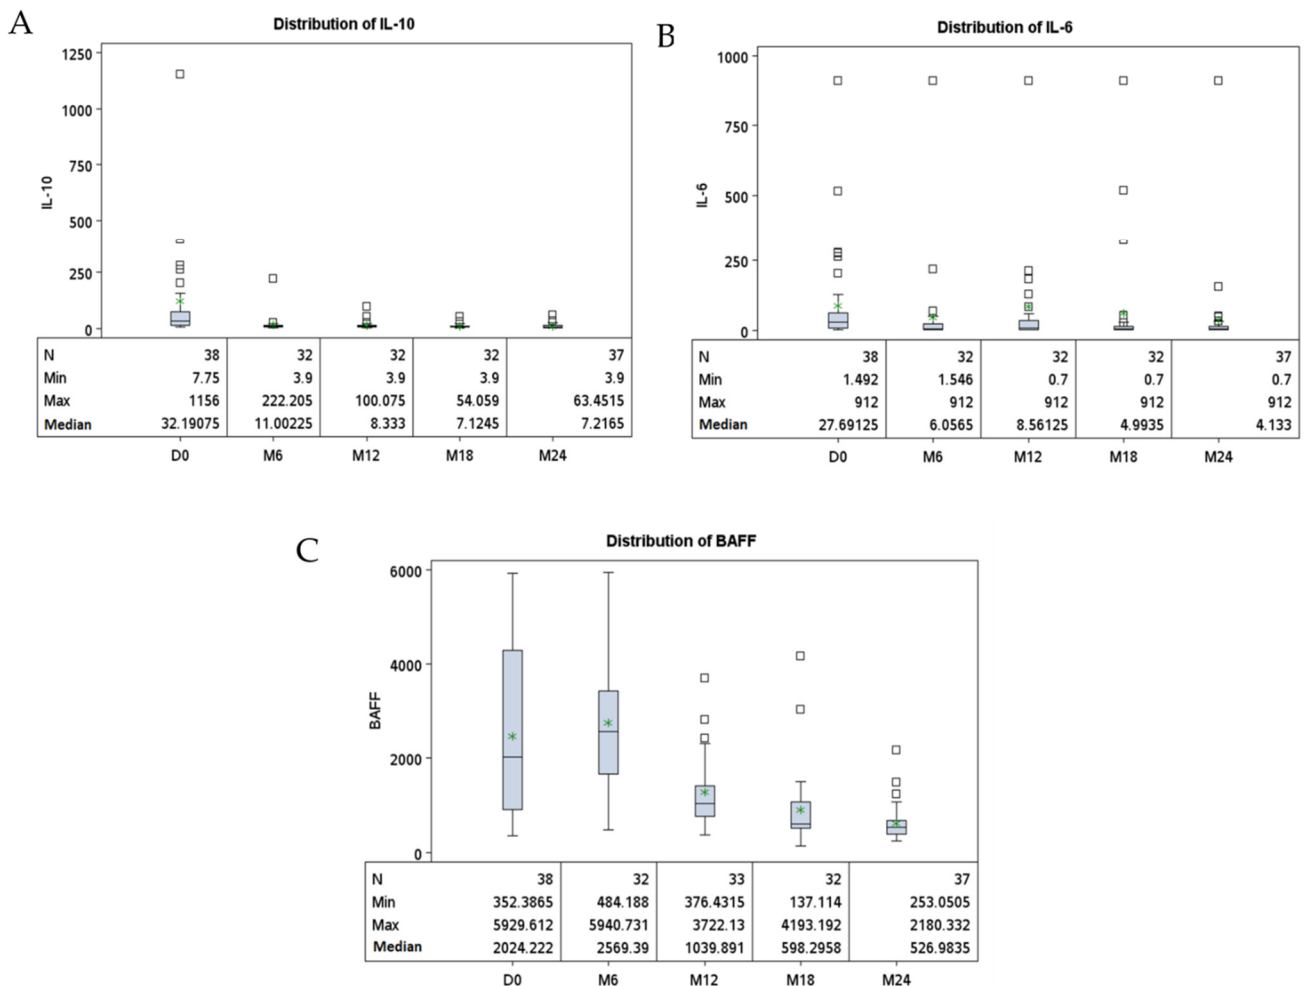 A
Distribution of IL-10
1250
1000
750
500
250
0
IL-10
N 38 32 32 32 37
Min 7.75 3.9 3.9 3.9 3.9
Max 1156 222.205 100.075 54.059 63.4515
Median 32.19075 11.00225 8.333 7.1245 7.2165
D0 M6 M12 M18 M24
B
Distribution of IL-6
1000
750
500
250
0
IL-6
N 38 32 32 32 37
Min 1.492 1.546 0.7 0.7 0.7
Max 912 912 912 912 912
Median 27.69125 6.0565 8.56125 4.9935 4.133
D0 M6 M12 M18 M24
C
Distribution of BAFF
6000
4000
2000
0
BAFF
N 38 32 33 32 37
Min 352.3865 484.188 376.4315 137.114 253.0505
Max 5929.612 5940.731 3722.13 4193.192 2180.332
Median 2024.222 2569.39 1039.891 598.2958 526.9835
D0 M6 M12 M18 M24